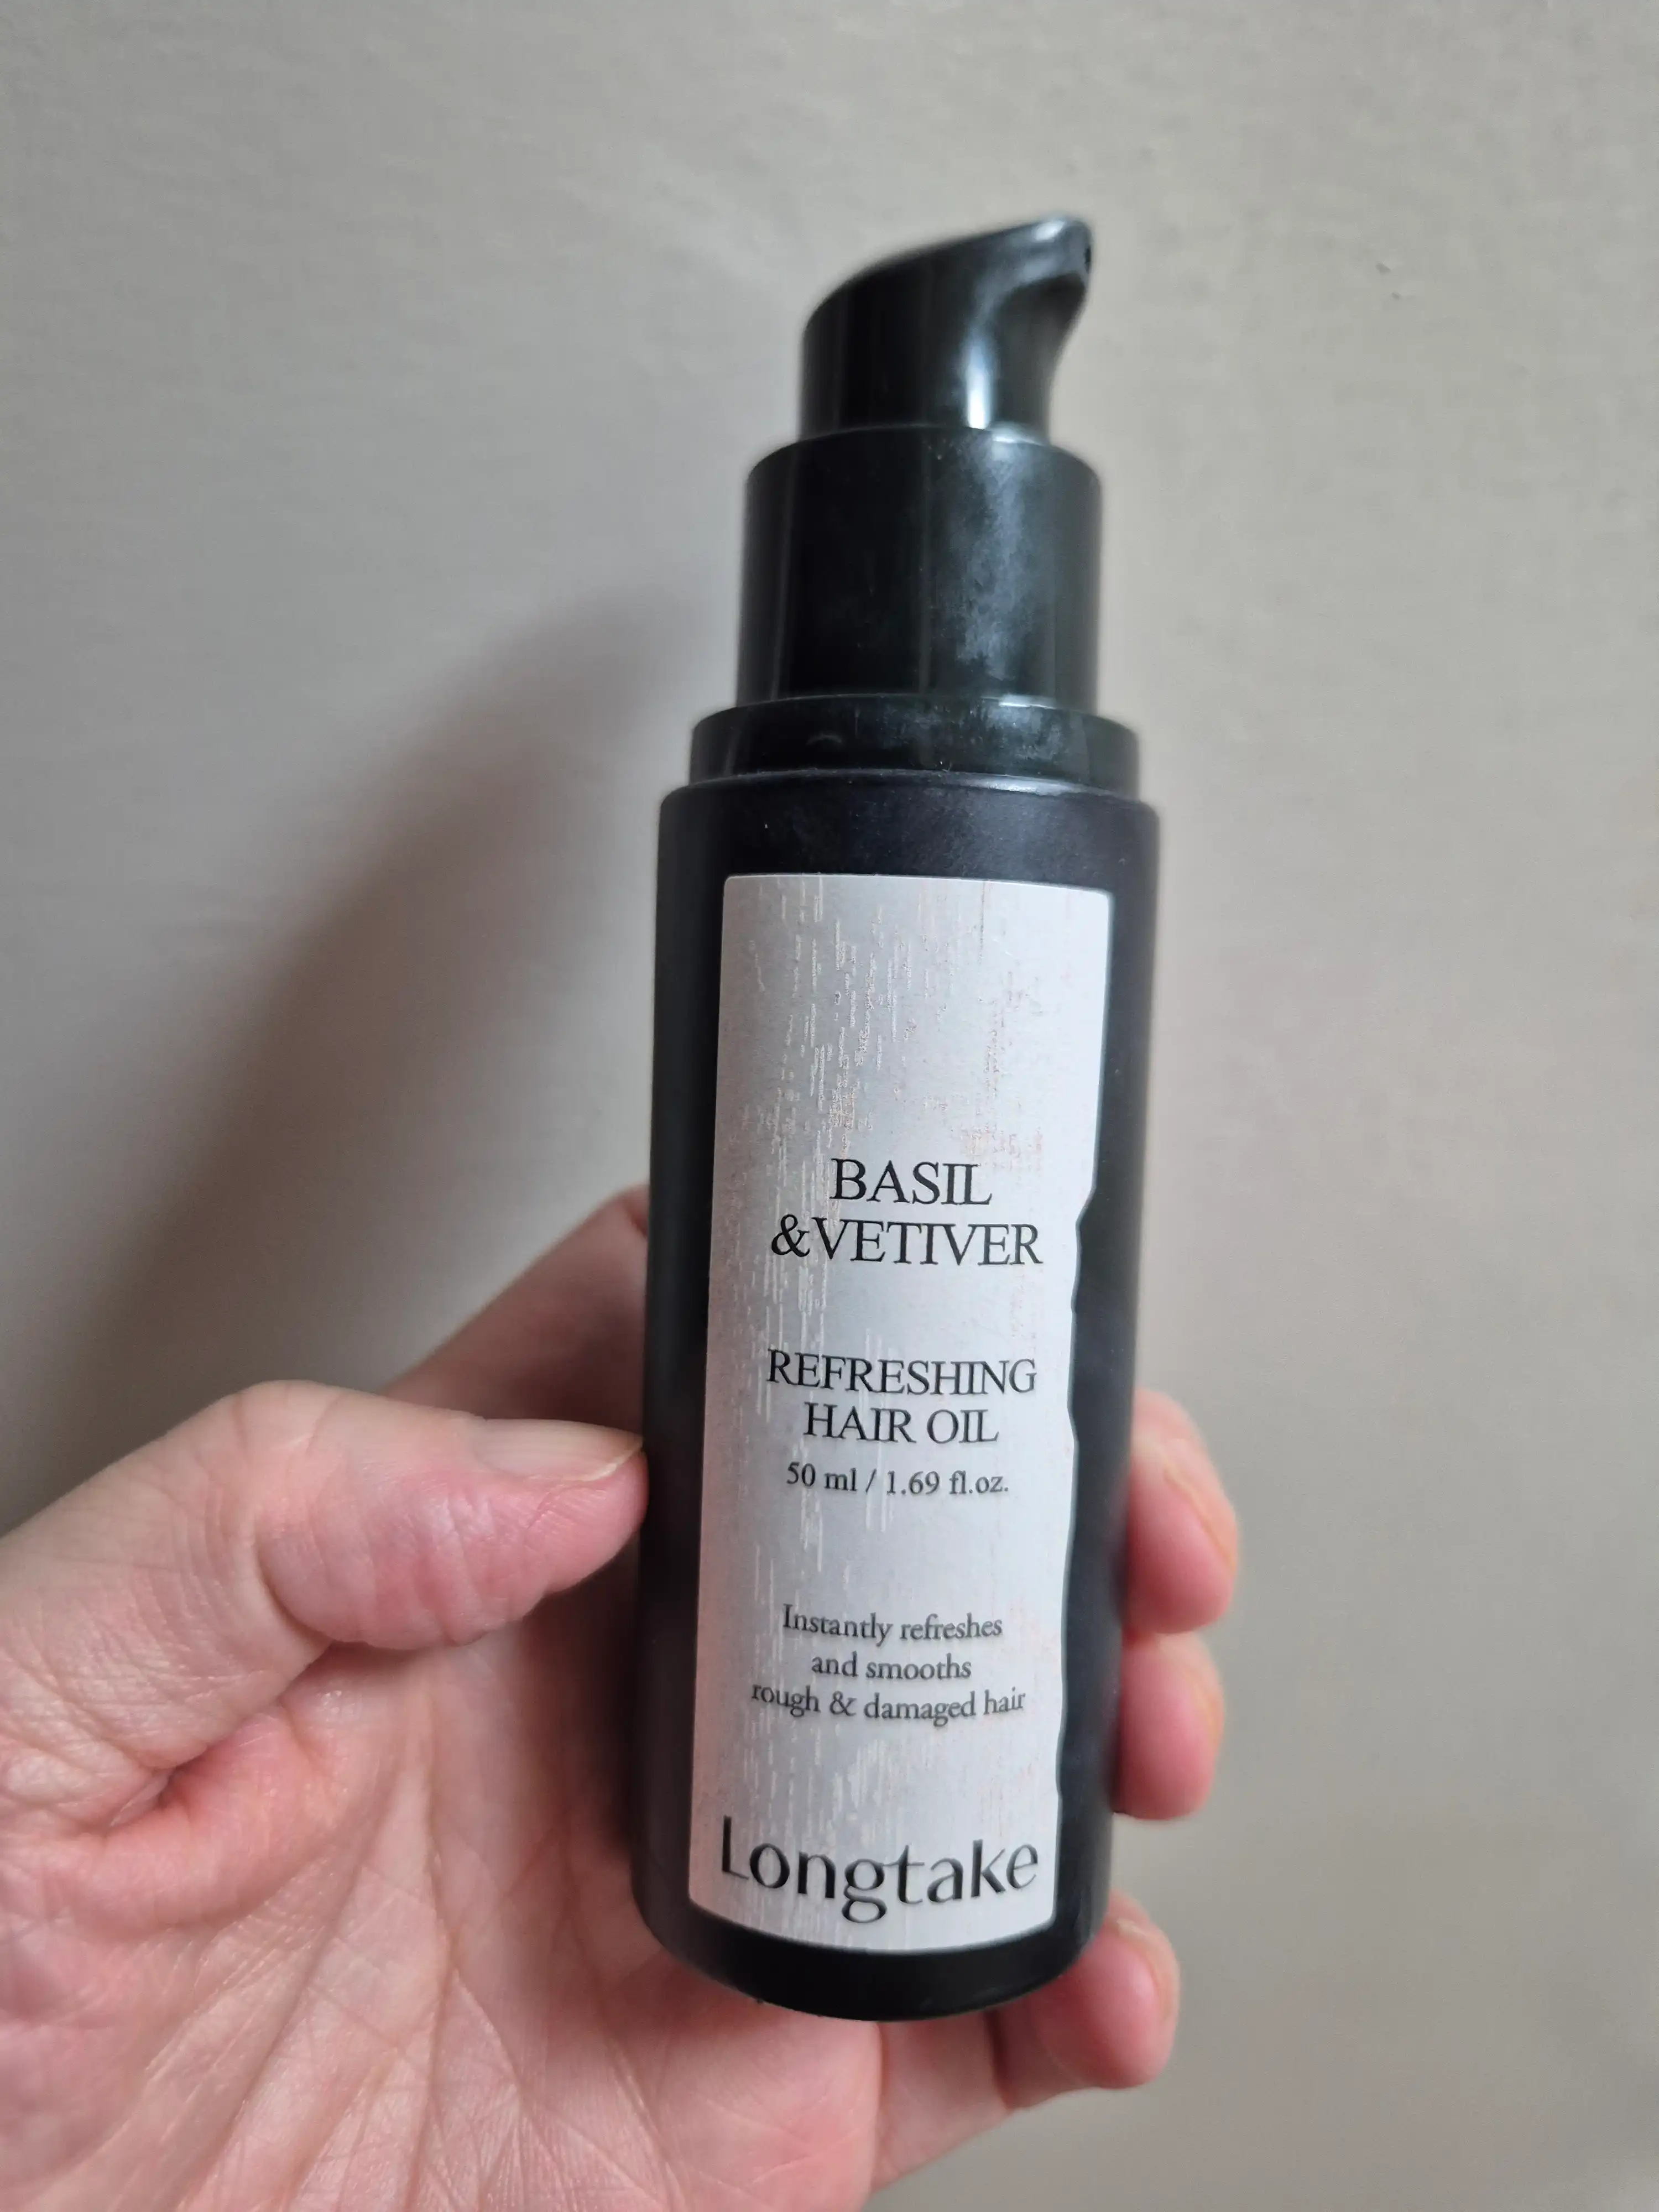 BASIL
&VETIVER
REFRESHING
HAIR OIL
50 ml / 1.69 fl.oz.
Instantly refreshes
and smooths
rough & damaged hair
Longtake